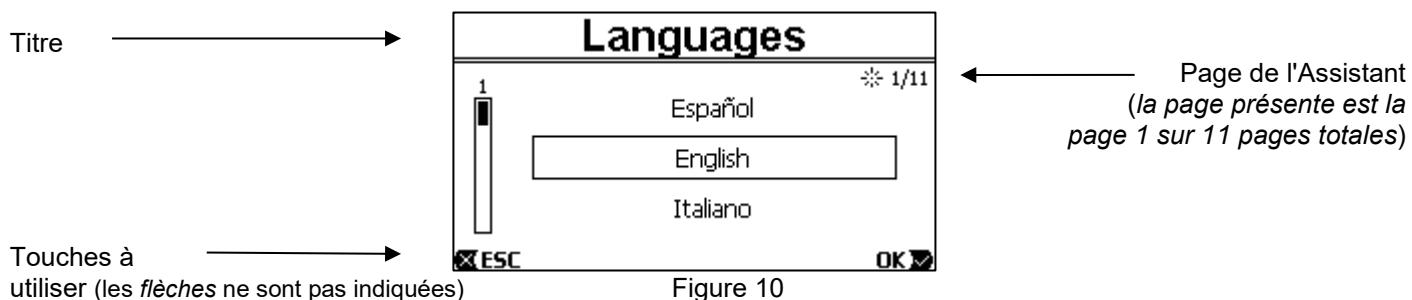 Titre
Languages
1
1/11
Español
English
Italiano
ESC
OK
Page de l'Assistant
(la page présente est la
page 1 sur 11 pages totales)
Touches à
utiliser (les flèches ne sont pas indiquées)
Figure 10